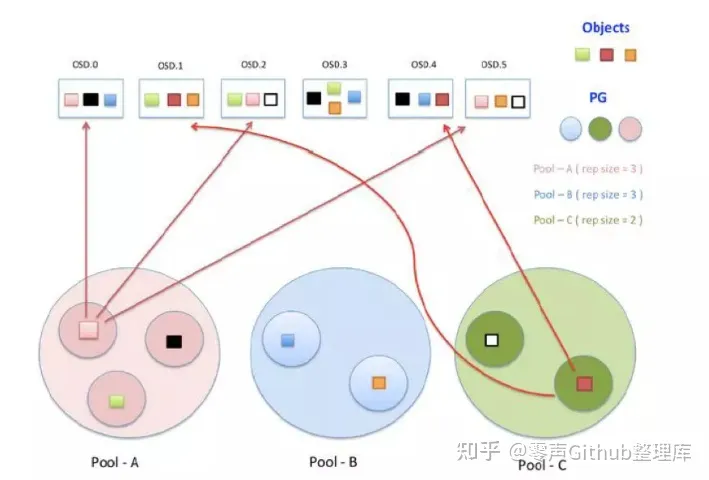 Objects
OSD.0
OSD.1
OSD.2
OSD.3
OSD.4
OSD.5
PG
Pool – A ( rep size = 3 )
Pool – B ( rep size = 3 )
Pool – C ( rep size = 2 )
Pool - A
Pool - B
Pool - C
知乎 @零声Github整理库